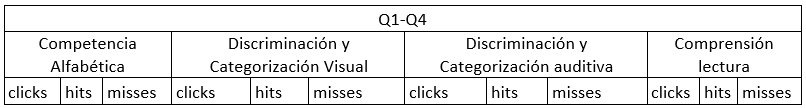 Q1-Q4
Competencia Alfabética
Discriminación y Categorización Visual
Discriminación y Categorización auditiva
Comprensión lectura
clicks hits misses clicks hits misses clicks hits misses clicks hits misses